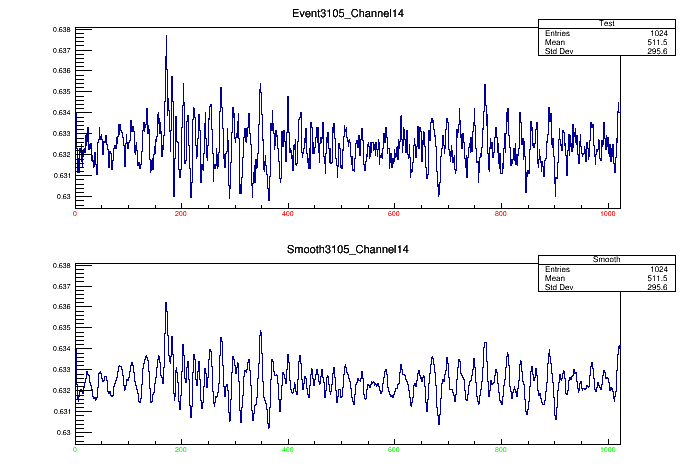 Event3105_Channel14
Test
Entries 1024
Mean 511.5
Std Dev 295.6
0.638
0.637
0.636
0.635
0.634
0.633
0.632
0.631
0.63
0 200 400 600 800 1000
Smooth3105_Channel14
Smooth
Entries 1024
Mean 511.5
Std Dev 295.6
0.638
0.637
0.636
0.635
0.634
0.633
0.632
0.631
0.63
0 200 400 600 800 1000